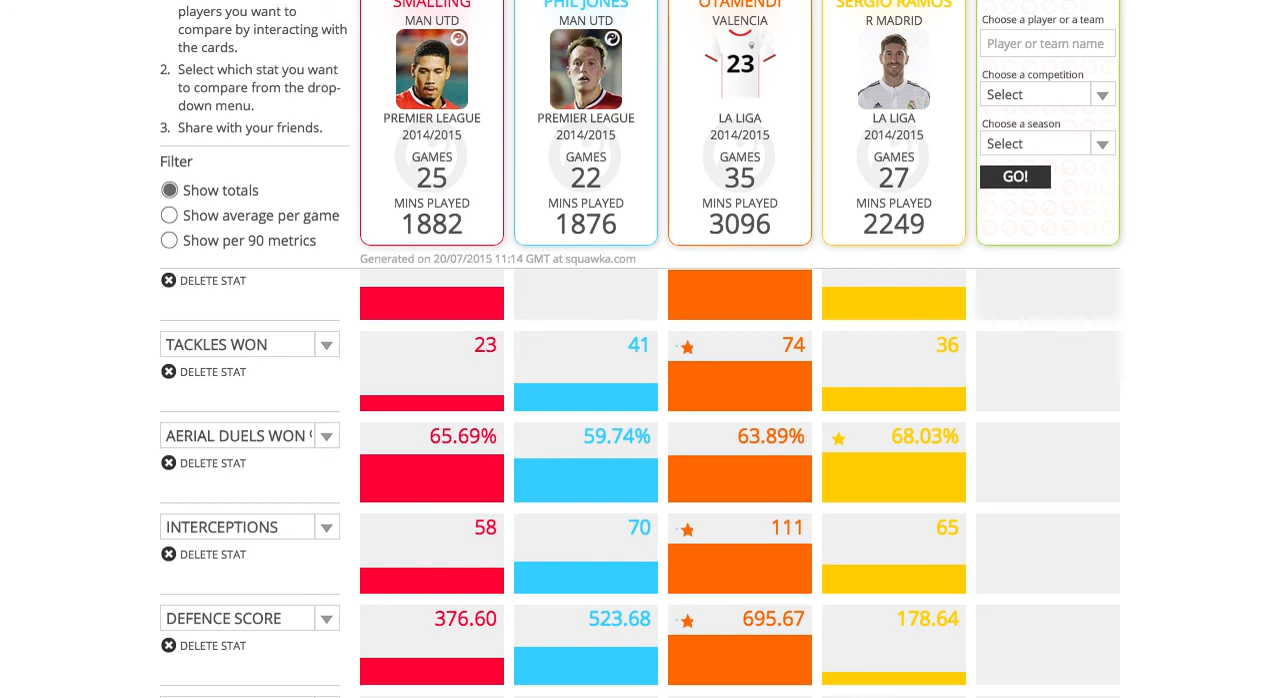 SMALLING
PHIL JONES
OTAMENDI
SERGIO RAMOS
players you want to
compare by interacting with
the cards.
2. Select which stat you want
to compare from the drop-
down menu.
3. Share with your friends.
Filter
Show totals
Show average per game
Show per 90 metrics
MAN UTD
PREMIER LEAGUE
2014/2015
GAMES
25
MINS PLAYED
1882
MAN UTD
PREMIER LEAGUE
2014/2015
GAMES
22
MINS PLAYED
1876
VALENCIA
23
LA LIGA
2014/2015
GAMES
35
MINS PLAYED
3096
R MADRID
LA LIGA
2014/2015
GAMES
27
MINS PLAYED
2249
Choose a player or a team
Player or team name
Choose a competition
Select
Choose a season
Select
GO!
Generated on 20/07/2015 11:14 GMT at squawka.com
DELETE STAT
TACKLES WON 23 41 74 36
DELETE STAT
AERIAL DUELS WON 65.69% 59.74% 63.89% 68.03%
DELETE STAT
INTERCEPTIONS 58 70 111 65
DELETE STAT
DEFENCE SCORE 376.60 523.68 695.67 178.64
DELETE STAT